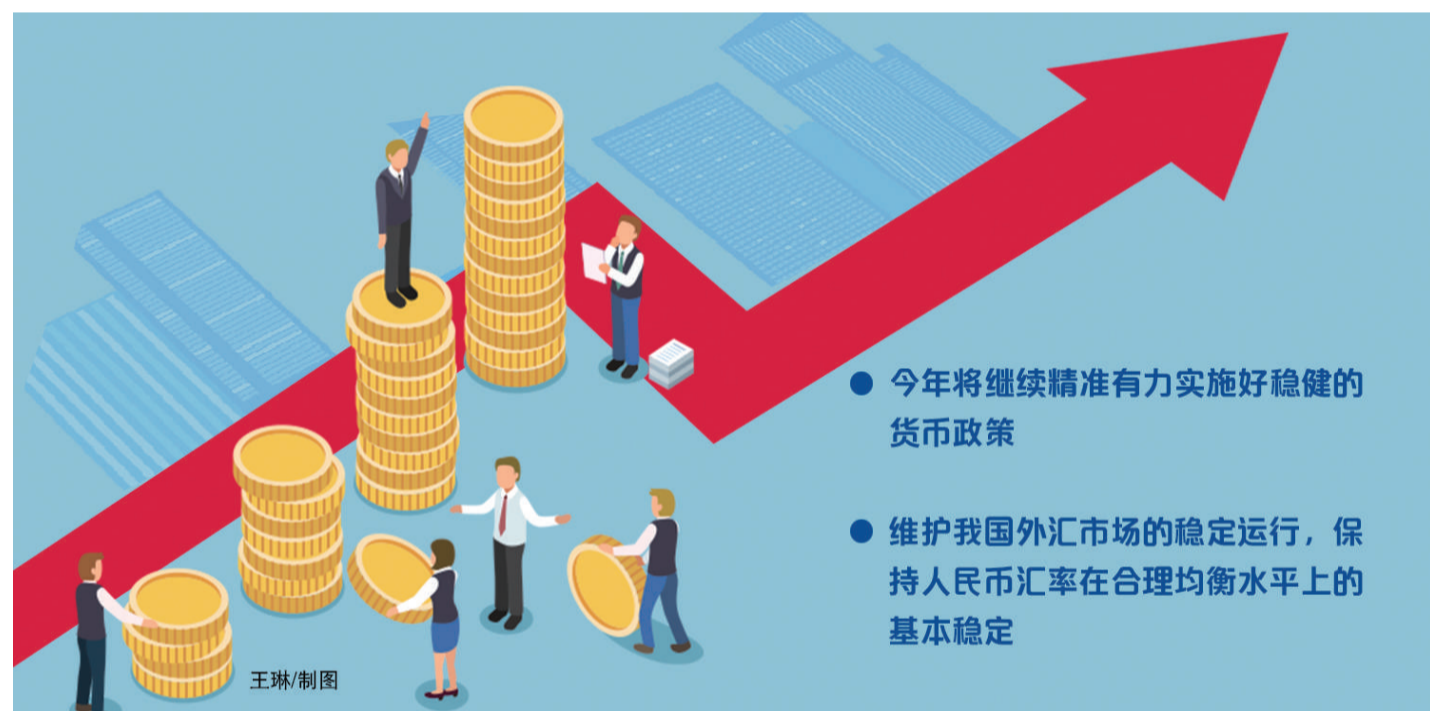 ● 今年将继续精准有力实施好稳健的
货币政策
● 维护我国外汇市场的稳定运行，保
持人民币汇率在合理均衡水平上的
基本稳定
王琳/制图